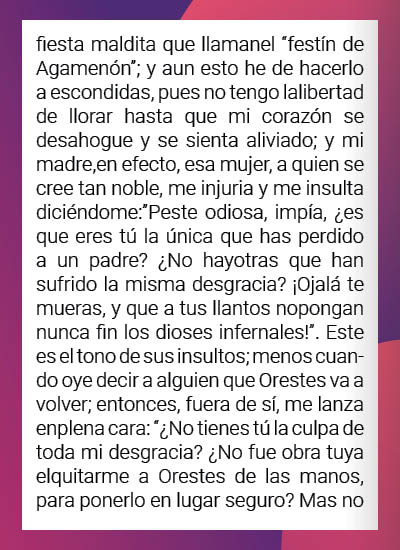 fiesta maldita que llamanel “festín de
Agamenón”; y aun esto he de hacerlo
a escondidas, pues no tengo lalibertad
de llorar hasta que mi corazón se
desahogue y se sienta aliviado; y mi
madre,en efecto, esa mujer, a quien se
cree tan noble, me injuria y me insulta
diciéndome:”Peste odiosa, impía, ¿es
que eres tú la única que has perdido
a un padre? ¿No hayotras que han
sufrido la misma desgracia? ¡Ojalá te
mueras, y que a tus llantos nopongan
nunca fin los dioses infernales!”. Este
es el tono de sus insultos; menos cuan-
do oye decir a alguien que Orestes va a
volver; entonces, fuera de sí, me lanza
enplena cara: “¿No tienes tú la culpa de
toda mi desgracia? ¿No fue obra tuya
elquitarme a Orestes de las manos,
para ponerlo en lugar seguro? Mas no